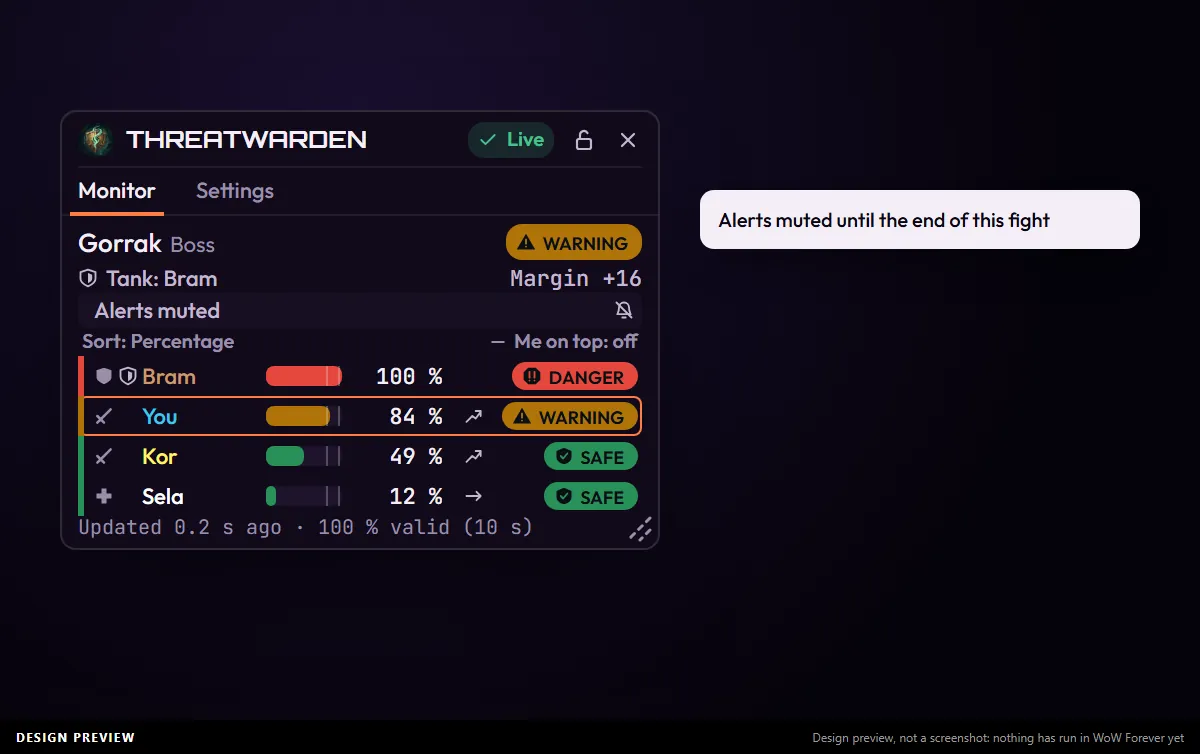 THREATWARDEN
Live
Monitor Settings
Gorrak Boss
WARNING
Tank: Bram
Margin +16
Alerts muted
Sort: Percentage
— Me on top: off
Bram 100 % DANGER
You 84 % WARNING
Kor 49 % SAFE
Sela 12 % SAFE
Updated 0.2 s ago · 100 % valid (10 s)
Alerts muted until the end of this fight
DESIGN PREVIEW
Design preview, not a screenshot: nothing has run in WoW Forever yet